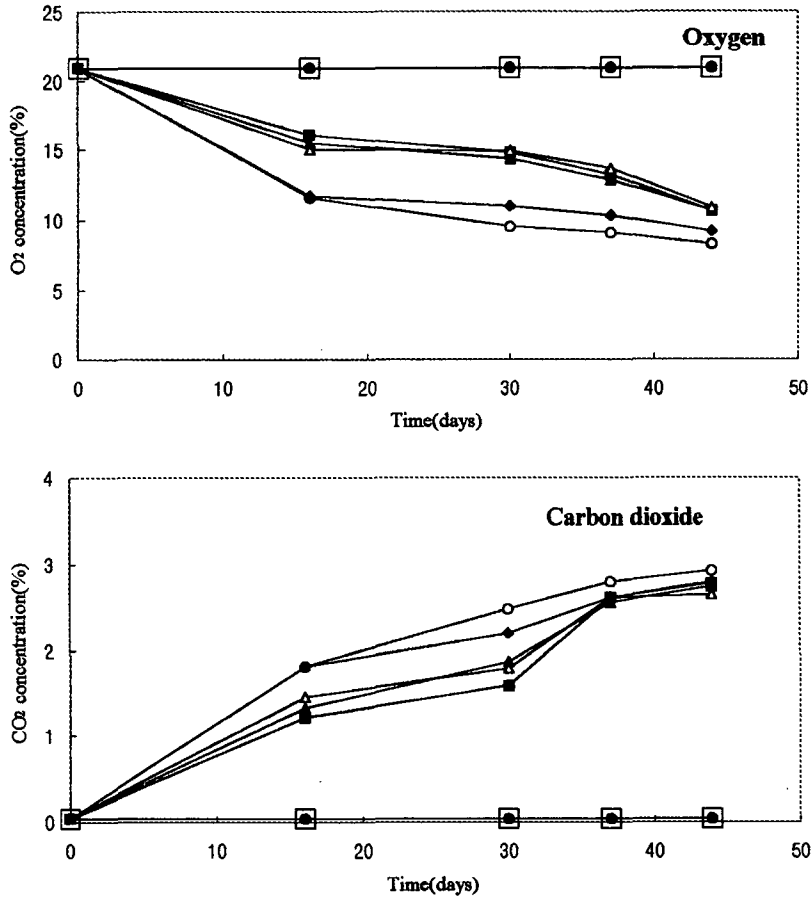 25
Oxygen
20
15
10
5
0
O2 concentration(%)
0 10 20 30 40 50
Time(days)
4
Carbon dioxide
3
2
1
0
CO2 concentration(%)
0 10 20 30 40 50
Time(days)